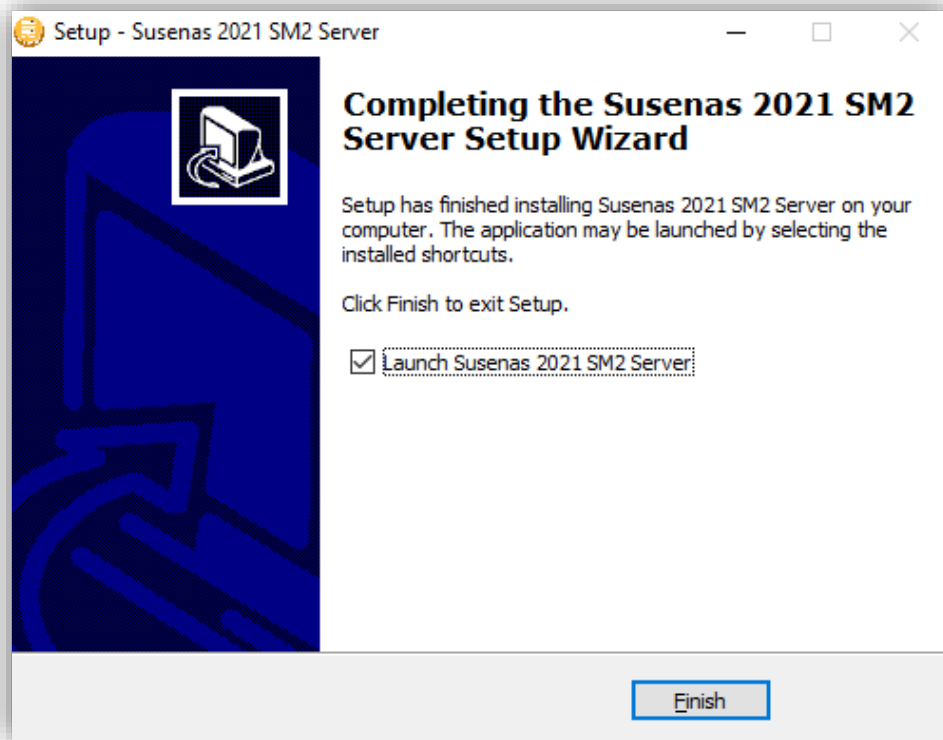 Setup - Susenas 2021 SM2 Server
Completing the Susenas 2021 SM2
Server Setup Wizard
Setup has finished installing Susenas 2021 SM2 Server on your
computer. The application may be launched by selecting the
installed shortcuts.
Click Finish to exit Setup.
Launch Susenas 2021 SM2 Server
Finish